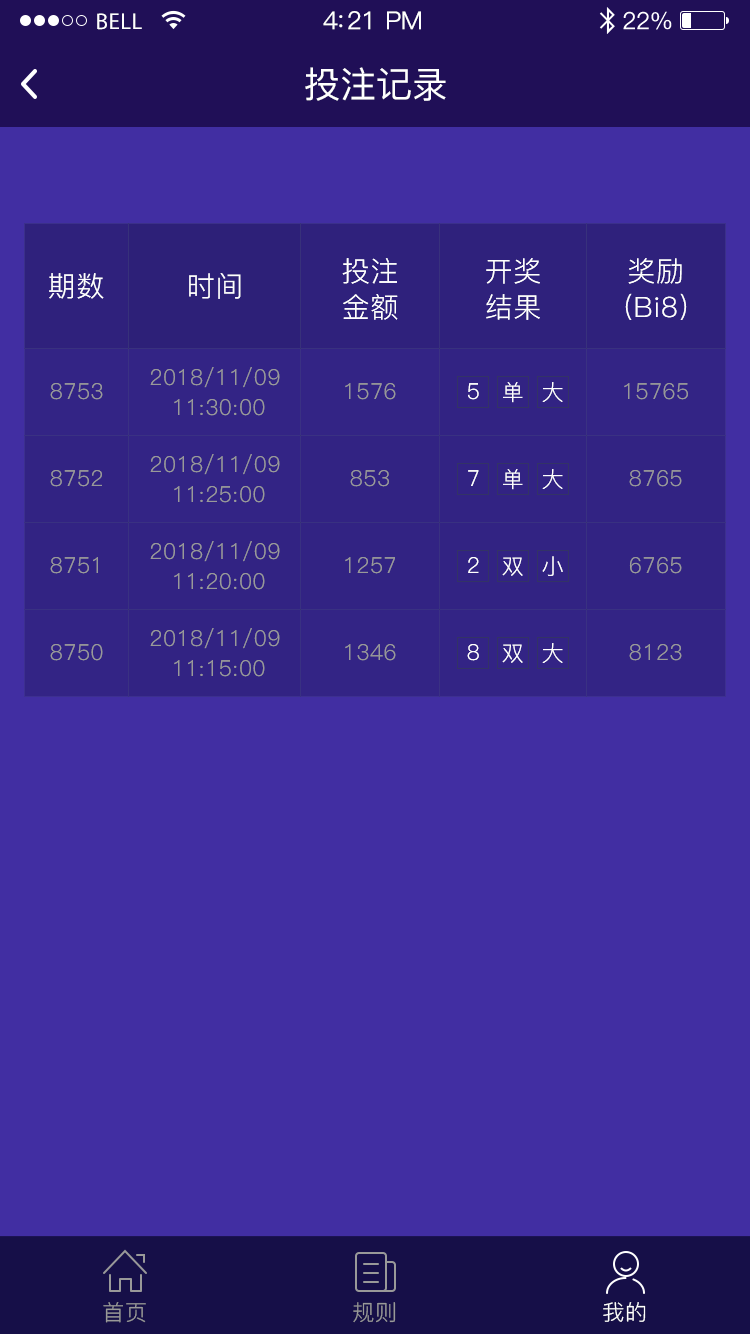 BELL 4:21 PM 22%
投注记录
期数 时间 投注金额 开奖结果 奖励(Bi8)
8753 2018/11/09 11:30:00 1576 5 单 大 15765
8752 2018/11/09 11:25:00 853 7 单 大 8765
8751 2018/11/09 11:20:00 1257 2 双 小 6765
8750 2018/11/09 11:15:00 1346 8 双 大 8123
首页 规则 我的